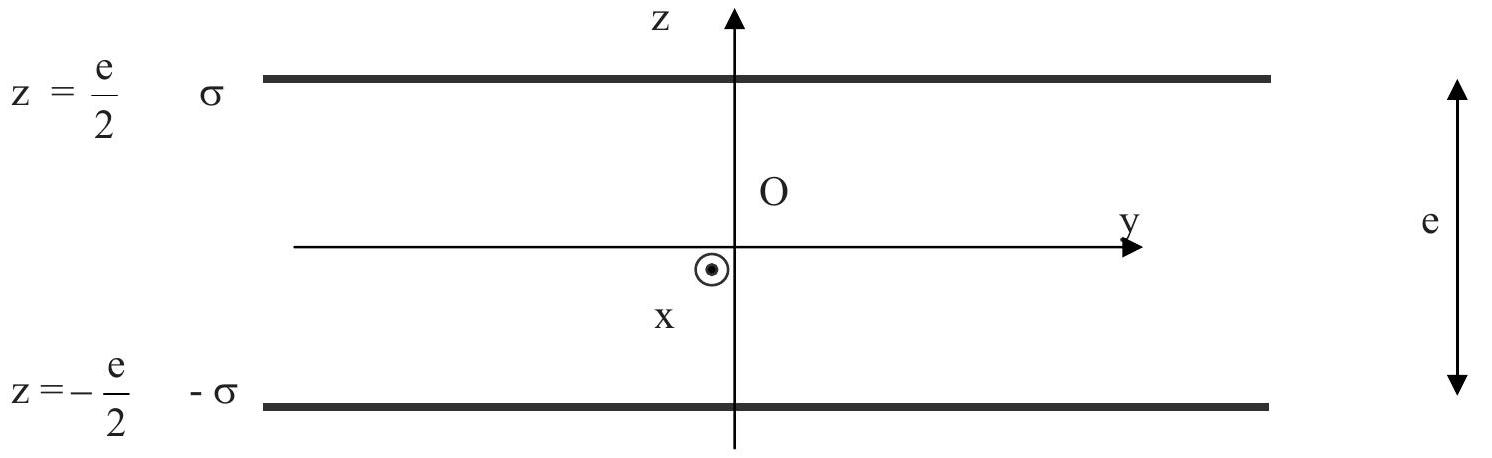 z
z = e/2 σ
O
y
e
x
z = – e/2 - σ